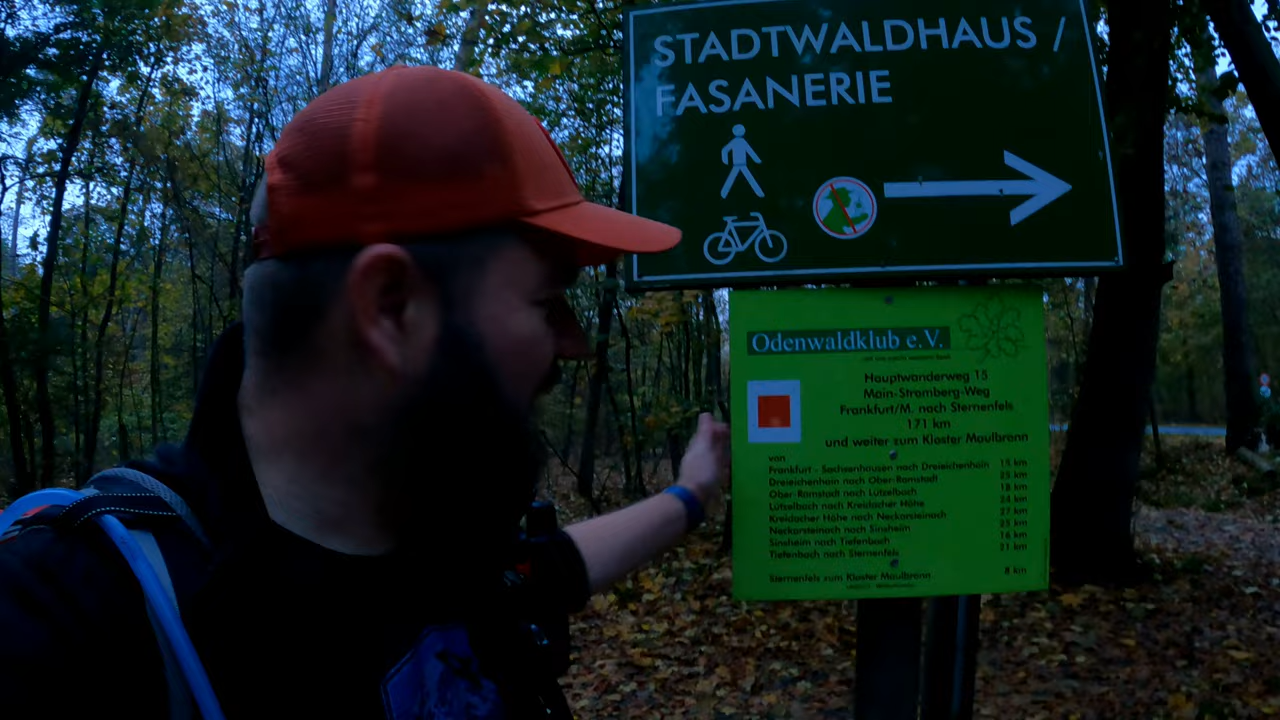 STADTWALDHAUS /
FASANERIE
Odenwaldklub e.V.
Hauptwanderweg 15
Main-Stromberg-Weg
Frankfurt/M. nach Sternenfels
171 km
und weiter zum Kloster Maulbronn
von
Frankfurt - Sachsenhausen nach Dreieichenhain 15 km
Dreieichenhain nach Ober-Ramstadt 25 km
Ober-Ramstadt nach Lützelbach 18 km
Lützelbach nach Kreidacher Höhe 24 km
Kreidacher Höhe nach Neckarsteinach 27 km
Neckarsteinach nach Sinsheim 25 km
Sinsheim nach Tiefenbach 16 km
Tiefenbach nach Sternenfels 21 km
Sternenfels zum Kloster Maulbronn 8 km